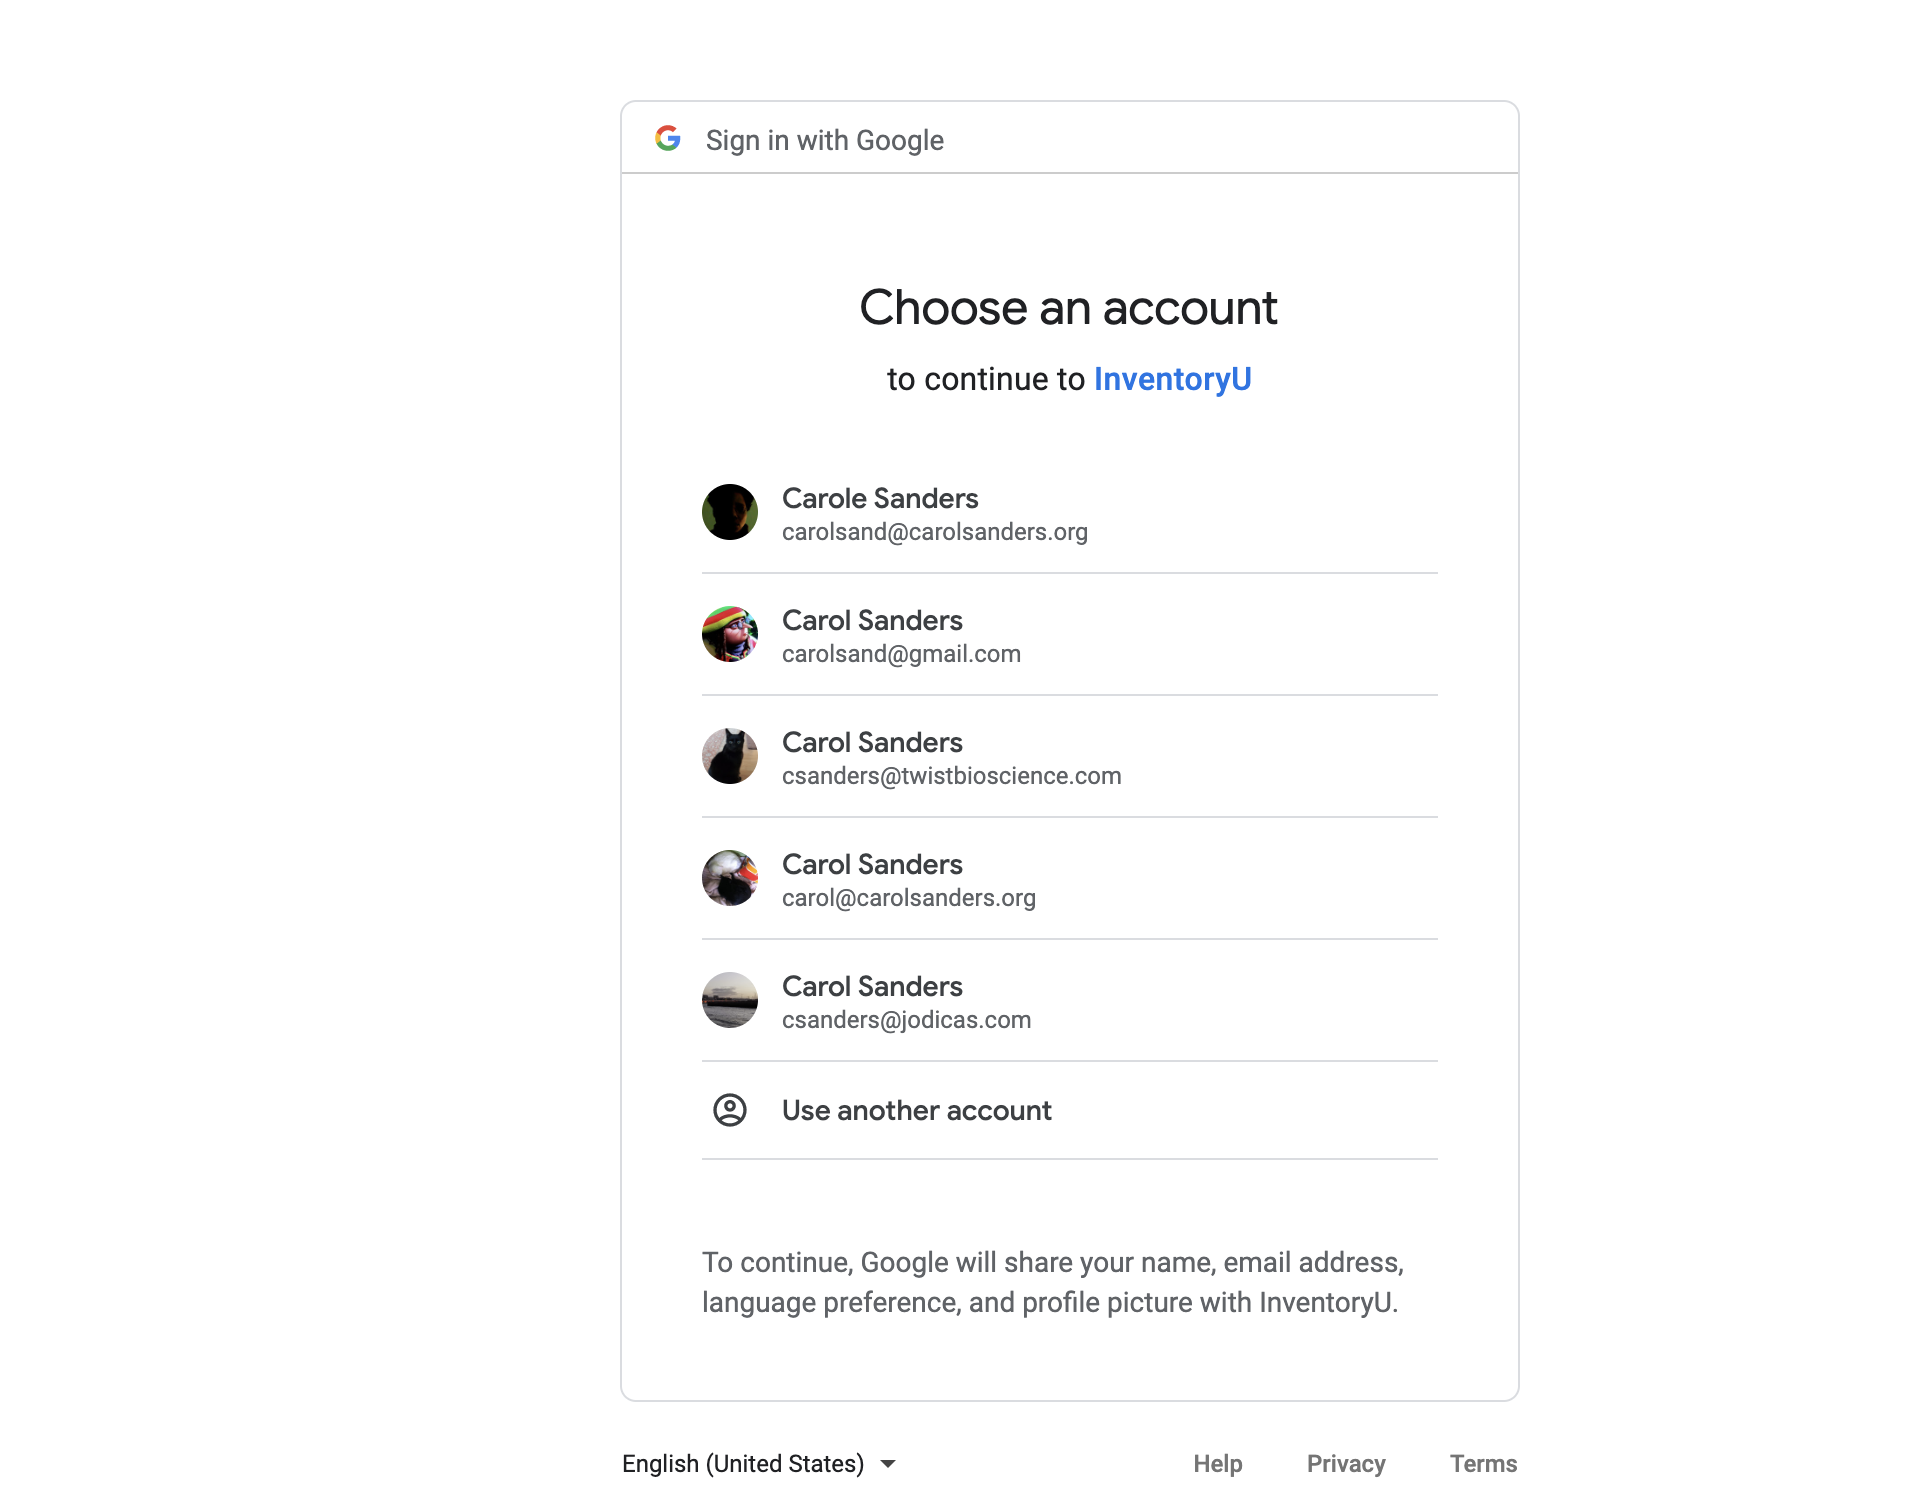 Sign in with Google
Choose an account
to continue to InventoryU
Carole Sanders
carolsand@carolsanders.org
Carol Sanders
carolsand@gmail.com
Carol Sanders
csanders@twistbioscience.com
Carol Sanders
carol@carolsanders.org
Carol Sanders
csanders@jodicas.com
Use another account
To continue, Google will share your name, email address,
language preference, and profile picture with InventoryU.
English (United States) Help Privacy Terms